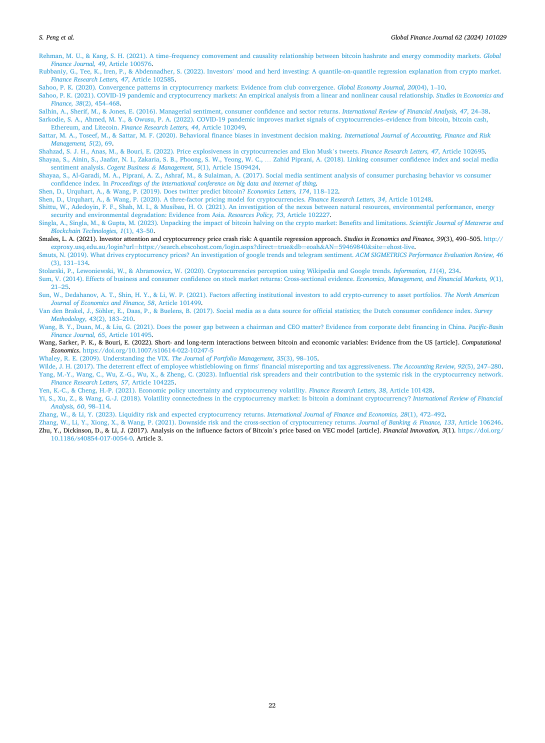 S. Peng et al.
Global Finance Journal 62 (2024) 101029
Rehman, M. U., & Kang, S. H. (2021). A time–frequency comovement and causality relationship between bitcoin hashrate and energy commodity markets. Global
Finance Journal, 49, Article 100576.
Rubbaniy, G., Tee, K., Iren, P., & Abdennadher, S. (2022). Investors' mood and herd investing: A quantile-on-quantile regression explanation from crypto market.
Finance Research Letters, 47, Article 102585.
Sahoo, P. K. (2020). Convergence patterns in cryptocurrency markets: Evidence from club convergence. Global Economy Journal, 20(04), 1–10.
Sahoo, P. K. (2021). COVID-19 pandemic and cryptocurrency markets: An empirical analysis from a linear and nonlinear causal relationship. Studies in Economics and
Finance, 38(2), 454–468.
Salhin, A., Sherif, M., & Jones, E. (2016). Managerial sentiment, consumer confidence and sector returns. International Review of Financial Analysis, 47, 24–38.
Sarkodie, S. A., Ahmed, M. Y., & Owusu, P. A. (2022). COVID-19 pandemic improves market signals of cryptocurrencies–evidence from bitcoin, bitcoin cash,
Ethereum, and Litecoin. Finance Research Letters, 44, Article 102049.
Sattar, M. A., Toseef, M., & Sattar, M. F. (2020). Behavioral finance biases in investment decision making. International Journal of Accounting, Finance and Risk
Management, 5(2), 69.
Shahzad, S. J. H., Anas, M., & Bouri, E. (2022). Price explosiveness in cryptocurrencies and Elon Musk's tweets. Finance Research Letters, 47, Article 102695.
Shayaa, S., Ainin, S., Jaafar, N. I., Zakaria, S. B., Phoong, S. W., Yeong, W. C., … Zahid Piprani, A. (2018). Linking consumer confidence index and social media
sentiment analysis. Cogent Business & Management, 5(1), Article 1509424.
Shayaa, S., Al-Garadi, M. A., Piprani, A. Z., Ashraf, M., & Sulaiman, A. (2017). Social media sentiment analysis of consumer purchasing behavior vs consumer
confidence index. In Proceedings of the international conference on big data and internet of thing.
Shen, D., Urquhart, A., & Wang, P. (2019). Does twitter predict bitcoin? Economics Letters, 174, 118–122.
Shen, D., Urquhart, A., & Wang, P. (2020). A three-factor pricing model for cryptocurrencies. Finance Research Letters, 34, Article 101248.
Shittu, W., Adedoyin, F. F., Shah, M. I., & Musibau, H. O. (2021). An investigation of the nexus between natural resources, environmental performance, energy
security and environmental degradation: Evidence from Asia. Resources Policy, 73, Article 102227.
Singla, A., Singla, M., & Gupta, M. (2023). Unpacking the impact of bitcoin halving on the crypto market: Benefits and limitations. Scientific Journal of Metaverse and
Blockchain Technologies, 1(1), 43–50.
Smales, L. A. (2021). Investor attention and cryptocurrency price crash risk: A quantile regression approach. Studies in Economics and Finance, 39(3), 490–505. http://
ezproxy.usq.edu.au/login?url=https://search.ebscohost.com/login.aspx?direct=true&db=eoah&AN=59469840&site=ehost-live.
Smuts, N. (2019). What drives cryptocurrency prices? An investigation of google trends and telegram sentiment. ACM SIGMETRICS Performance Evaluation Review, 46
(3), 131–134.
Stolarski, P., Lewoniewski, W., & Abramowicz, W. (2020). Cryptocurrencies perception using Wikipedia and Google trends. Information, 11(4), 234.
Sum, V. (2014). Effects of business and consumer confidence on stock market returns: Cross-sectional evidence. Economics, Management, and Financial Markets, 9(1),
21–25.
Sun, W., Dedahanov, A. T., Shin, H. Y., & Li, W. P. (2021). Factors affecting institutional investors to add crypto-currency to asset portfolios. The North American
Journal of Economics and Finance, 58, Article 101499.
Van den Brakel, J., Söhler, E., Daas, P., & Buelens, B. (2017). Social media as a data source for official statistics; the Dutch consumer confidence index. Survey
Methodology, 43(2), 183–210.
Wang, B. Y., Duan, M., & Liu, G. (2021). Does the power gap between a chairman and CEO matter? Evidence from corporate debt financing in China. Pacific-Basin
Finance Journal, 65, Article 101495.
Wang, Sarker, P. K., & Bouri, E. (2022). Short- and long-term interactions between bitcoin and economic variables: Evidence from the US [article]. Computational
Economics. https://doi.org/10.1007/s10614-022-10247-5
Whaley, R. E. (2009). Understanding the VIX. The Journal of Portfolio Management, 35(3), 98–105.
Wilde, J. H. (2017). The deterrent effect of employee whistleblowing on firms' financial misreporting and tax aggressiveness. The Accounting Review, 92(5), 247–280.
Yang, M.-Y., Wang, C., Wu, Z.-G., Wu, X., & Zheng, C. (2023). Influential risk spreaders and their contribution to the systemic risk in the cryptocurrency network.
Finance Research Letters, 57, Article 104225.
Yen, K.-C., & Cheng, H.-P. (2021). Economic policy uncertainty and cryptocurrency volatility. Finance Research Letters, 38, Article 101428.
Yi, S., Xu, Z., & Wang, G.-J. (2018). Volatility connectedness in the cryptocurrency market: Is bitcoin a dominant cryptocurrency? International Review of Financial
Analysis, 60, 98–114.
Zhang, W., & Li, Y. (2023). Liquidity risk and expected cryptocurrency returns. International Journal of Finance and Economics, 28(1), 472–492.
Zhang, W., Li, Y., Xiong, X., & Wang, P. (2021). Downside risk and the cross-section of cryptocurrency returns. Journal of Banking & Finance, 133, Article 106246.
Zhu, Y., Dickinson, D., & Li, J. (2017). Analysis on the influence factors of Bitcoin's price based on VEC model [article]. Financial Innovation, 3(1). https://doi.org/
10.1186/s40854-017-0054-0, Article 3.
22